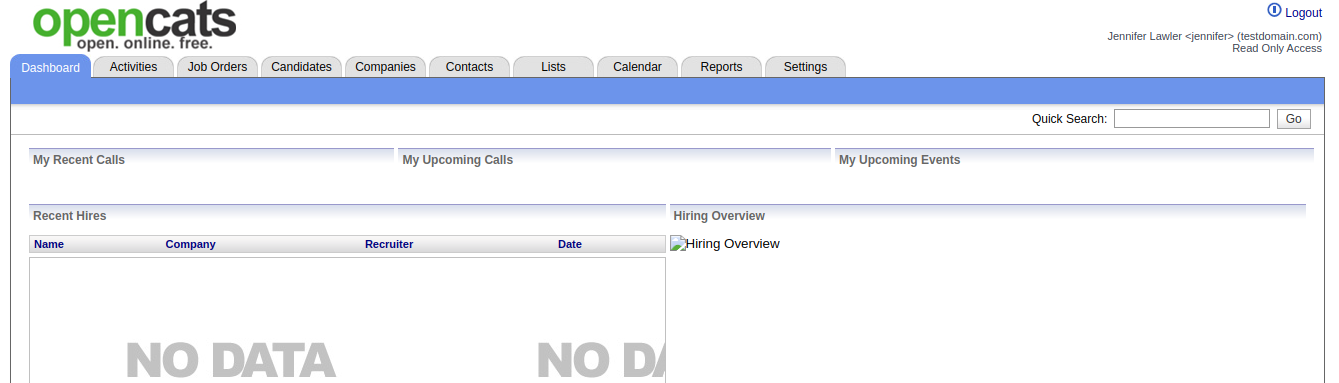 opencats
open. online. free.
Logout
Jennifer Lawler <jennifer> (testdomain.com)
Read Only Access
Dashboard Activities Job Orders Candidates Companies Contacts Lists Calendar Reports Settings
Quick Search: Go
My Recent Calls My Upcoming Calls My Upcoming Events
Recent Hires Hiring Overview
Name Company Recruiter Date Hiring Overview
NO DATA NO DA